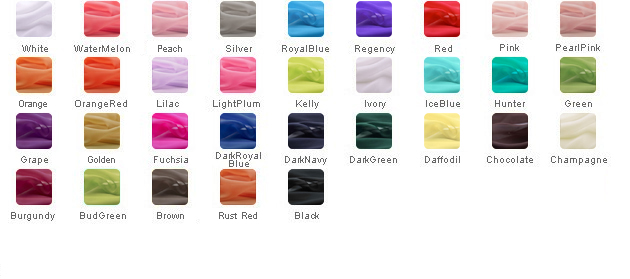 White WaterMelon Peach Silver RoyalBlue Regency Red Pink PearlPink
Orange OrangeRed Lilac LightPlum Kelly Ivory IceBlue Hunter Green
Grape Golden Fuchsia DarkRoyal Blue DarkNavy DarkGreen Daffodil Chocolate Champagne
Burgundy BudGreen Brown Rust Red Black